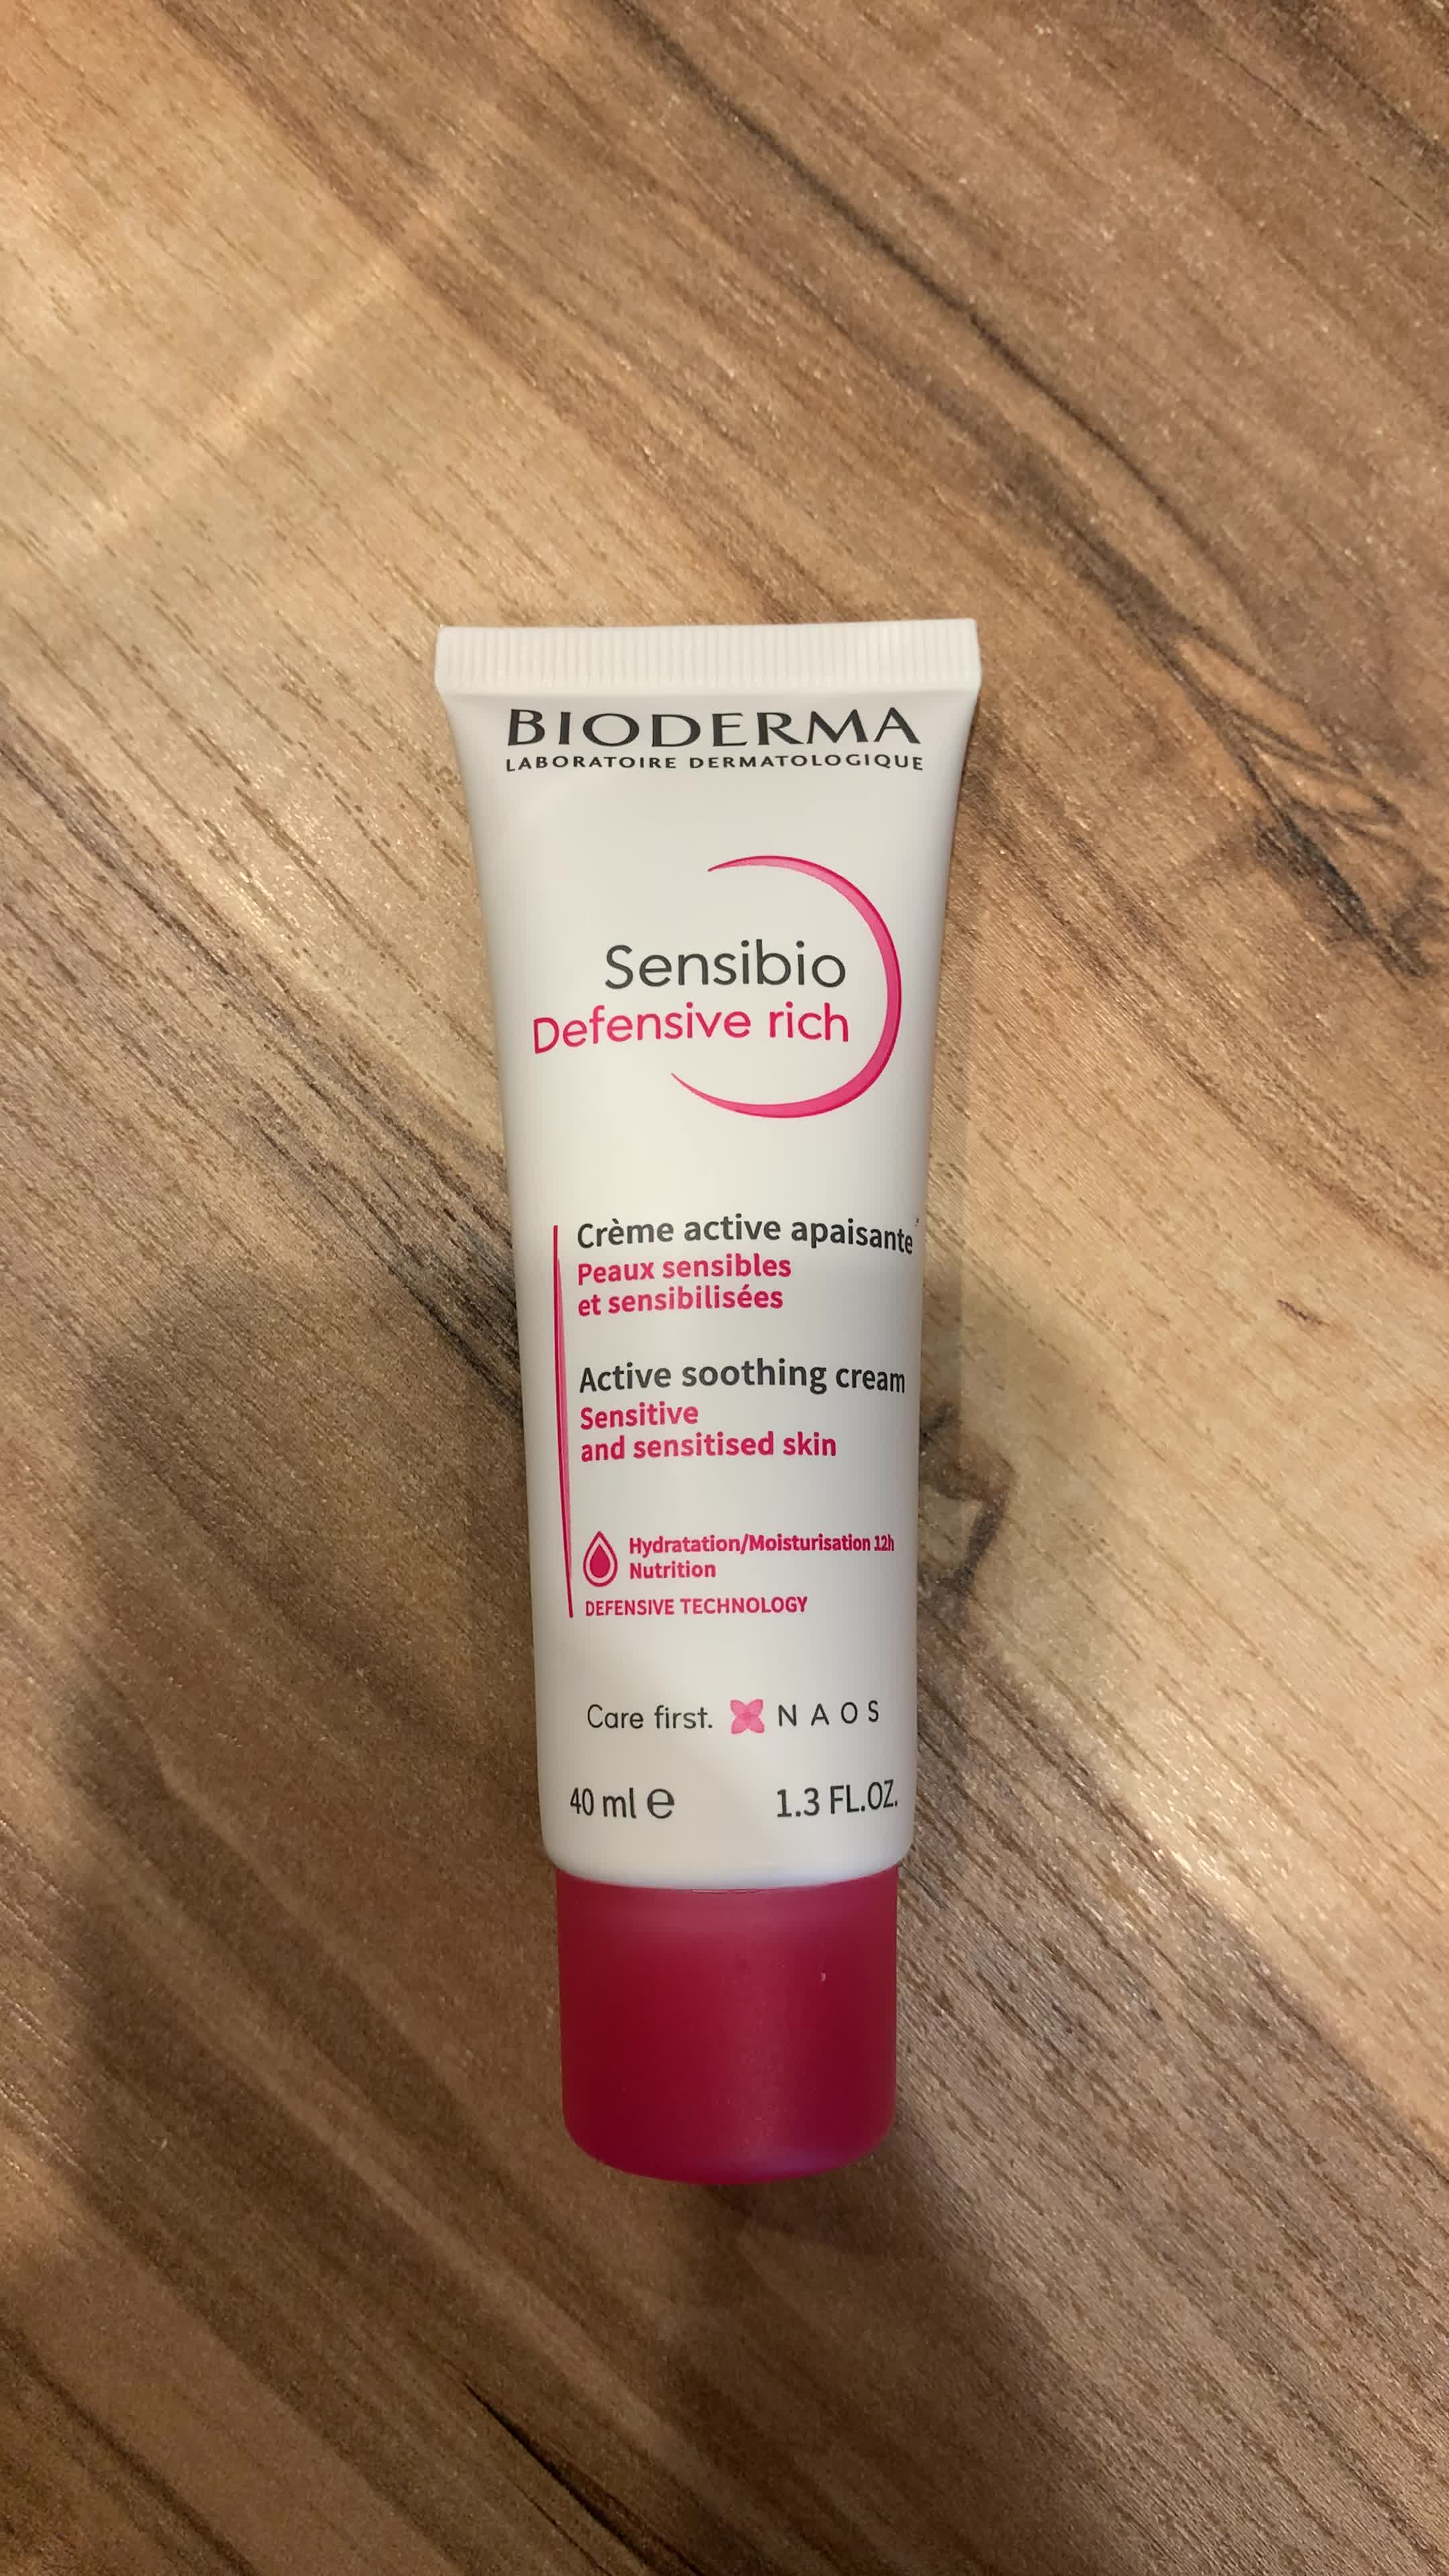 BIODERMA
LABORATOIRE DERMATOLOGIQUE
Sensibio
Defensive rich
Crème active apaisante
Peaux sensibles
et sensibilisées
Active soothing cream
Sensitive
and sensitised skin
Hydratation/Moisturisation 12h
Nutrition
DEFENSIVE TECHNOLOGY
Care first. NAOS
40 ml ℮ 1.3 FL.OZ.